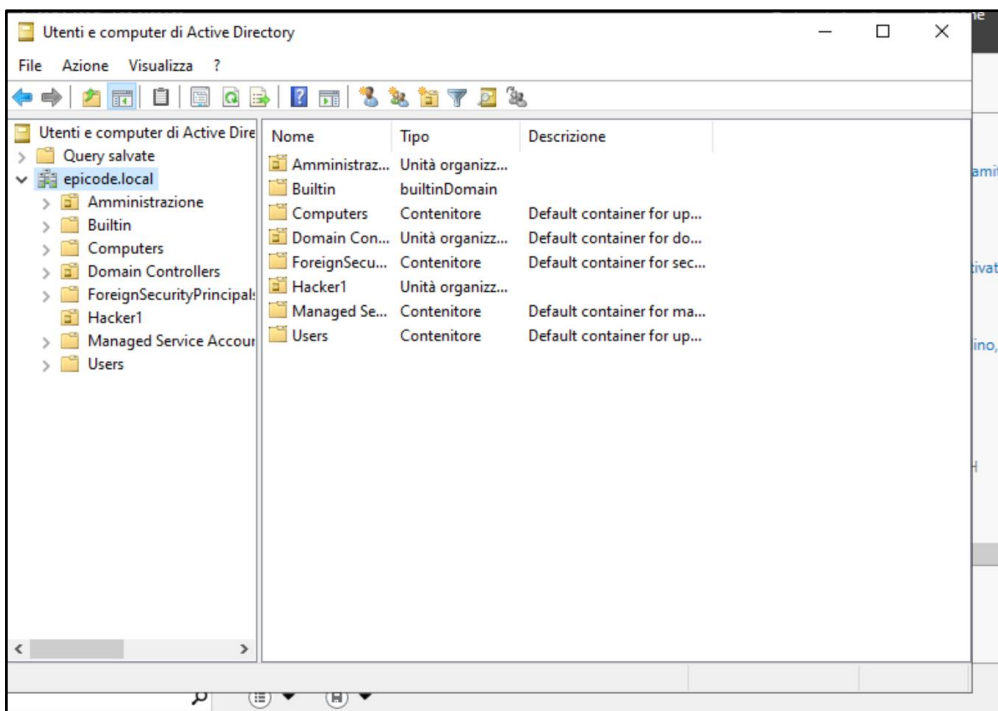 Utenti e computer di Active Directory
File Azione Visualizza ?
Utenti e computer di Active Dire
Query salvate
epicode.local
Amministrazione
Builtin
Computers
Domain Controllers
ForeignSecurityPrincipals
Hacker1
Managed Service Accour
Users
Nome Tipo Descrizione
Amministraz... Unità organizz...
Builtin builtinDomain
Computers Contenitore Default container for up...
Domain Con... Unità organizz... Default container for do...
ForeignSecu... Contenitore Default container for sec...
Hacker1 Unità organizz...
Managed Se... Contenitore Default container for ma...
Users Contenitore Default container for up...
amit
tivat
ino,